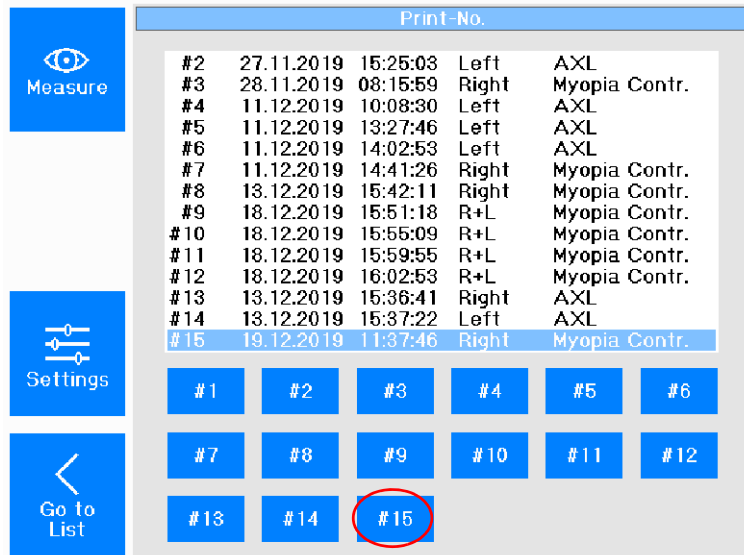 Print-No.
Measure
#2 27.11.2019 15:25:03 Left AXL
#3 28.11.2019 08:15:59 Right Myopia Contr.
#4 11.12.2019 10:08:30 Left AXL
#5 11.12.2019 13:27:46 Left AXL
#6 11.12.2019 14:02:53 Left AXL
#7 11.12.2019 14:41:26 Right Myopia Contr.
#8 13.12.2019 15:42:11 Right Myopia Contr.
#9 18.12.2019 15:51:18 R+L Myopia Contr.
#10 18.12.2019 15:55:09 R+L Myopia Contr.
#11 18.12.2019 15:59:55 R+L Myopia Contr.
#12 18.12.2019 16:02:53 R+L Myopia Contr.
#13 13.12.2019 15:36:41 Right AXL
#14 13.12.2019 15:37:22 Left AXL
#15 19.12.2019 11:37:46 Right Myopia Contr.
Settings
#1 #2 #3 #4 #5 #6
#7 #8 #9 #10 #11 #12
Go to
List
#13 #14 #15